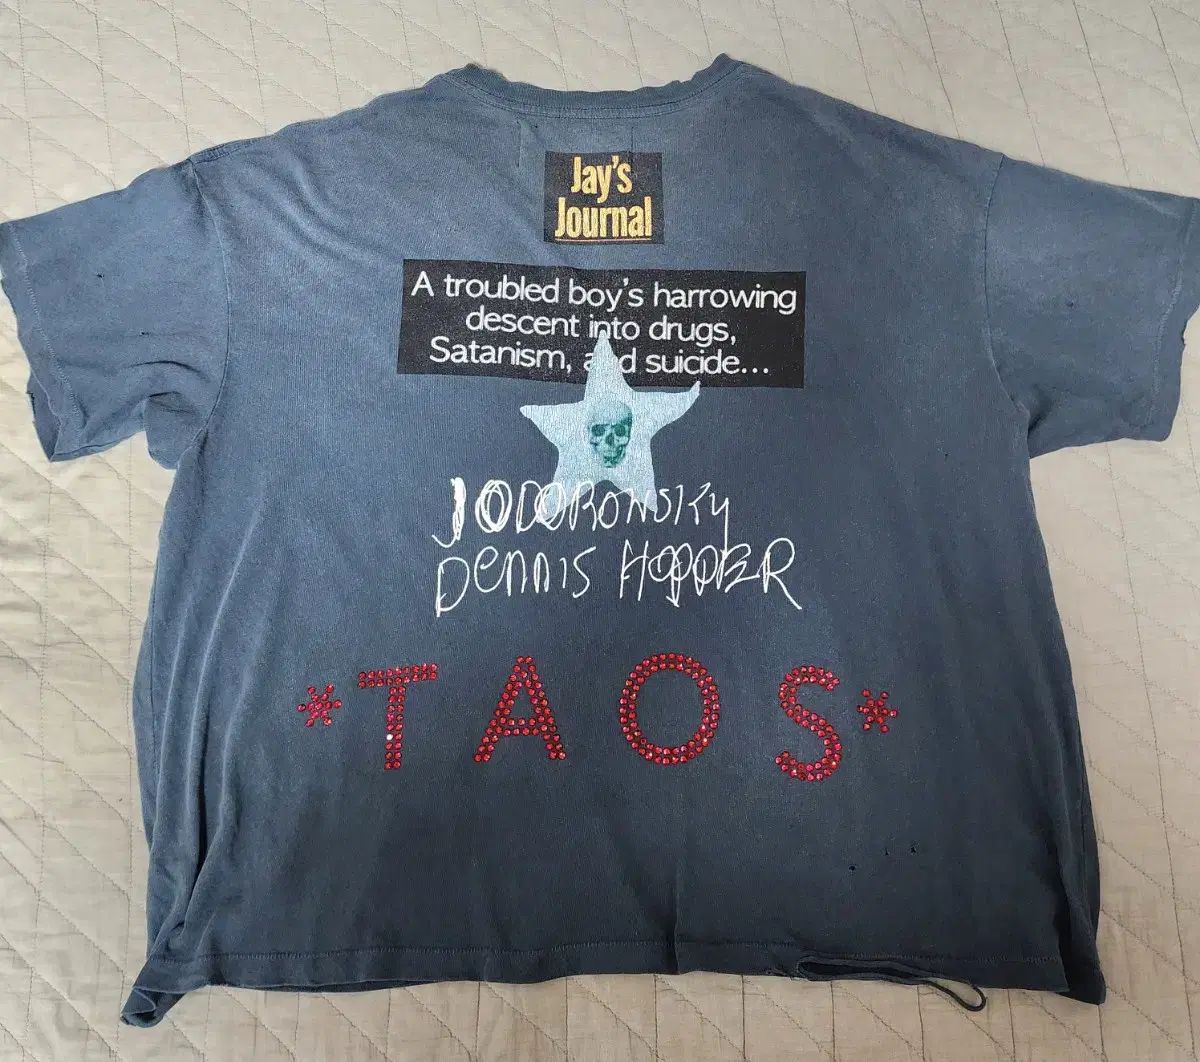 Jay's
Journal
A troubled boy's harrowing
descent into drugs,
Satanism, and suicide...
JODOROWSKY
DENNIS HOPPER
*TAOS*